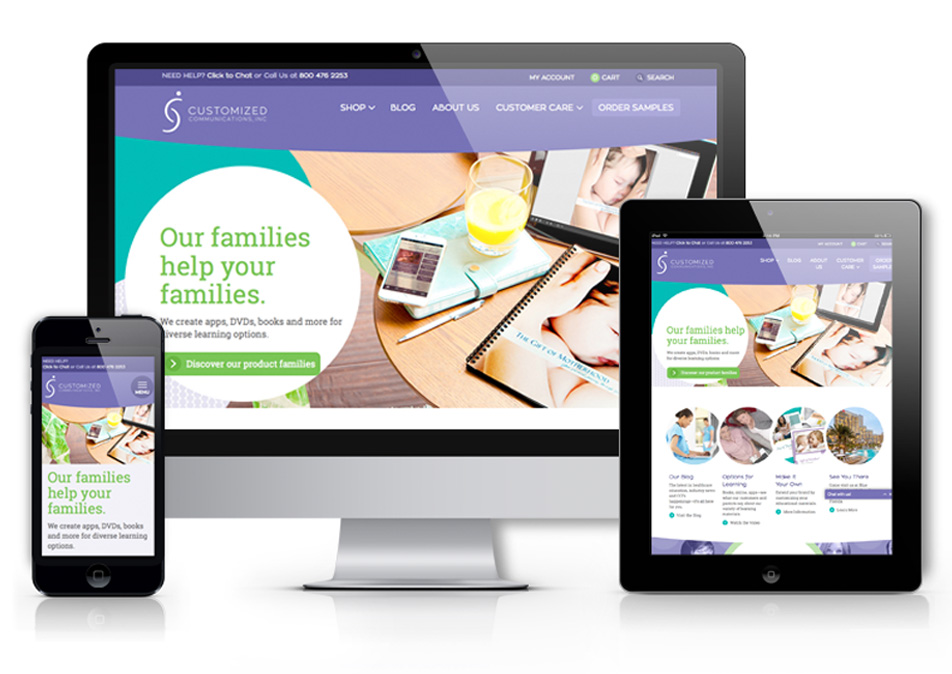 NEED HELP? Click to Chat or Call Us at 800 476 2253
MY ACCOUNT CART SEARCH
CUSTOMIZED
COMMUNICATIONS, INC
SHOP BLOG ABOUT US CUSTOMER CARE ORDER SAMPLES
Our families
help your
families.
We create apps, DVDs, books and more for
diverse learning options.
Discover our product families
THE GIFT OF MOTHERHOOD
NEED HELP?
Click to Chat or Call Us at 800 476 2253
CUSTOMIZED
COMMUNICATIONS, INC
MENU
Our families
help your
families.
We create apps, DVDs, books
and more for diverse learning
options.
iPad
NEED HELP? Click to Chat or Call Us at 800 476 2253
MY ACCOUNT CART SEARCH
CUSTOMIZED
COMMUNICATIONS, INC
SHOP BLOG ABOUT US CUSTOMER CARE ORDER SAMPLES
Our families help
your families.
We create apps, DVDs, books and more
for diverse learning options.
Discover our product families
Our Blog
Visit the Blog
Options for
Learning
Watch the Video
Make It
Your Own
More Information
See You There
Learn More
Chat with us!